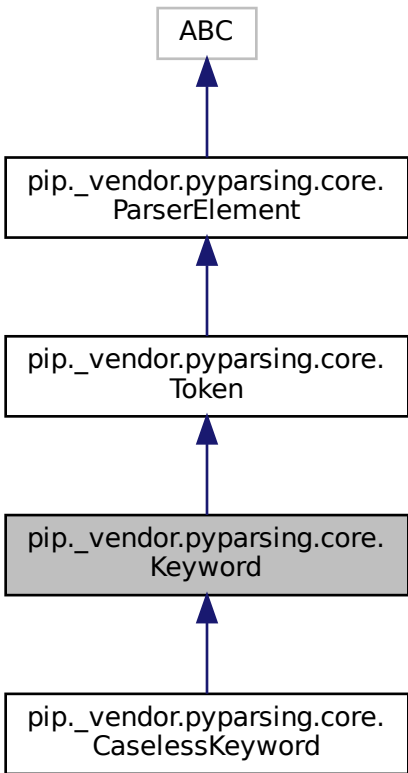 ABC
pip._vendor.pyparsing.core.
ParserElement
pip._vendor.pyparsing.core.
Token
pip._vendor.pyparsing.core.
Keyword
pip._vendor.pyparsing.core.
CaselessKeyword